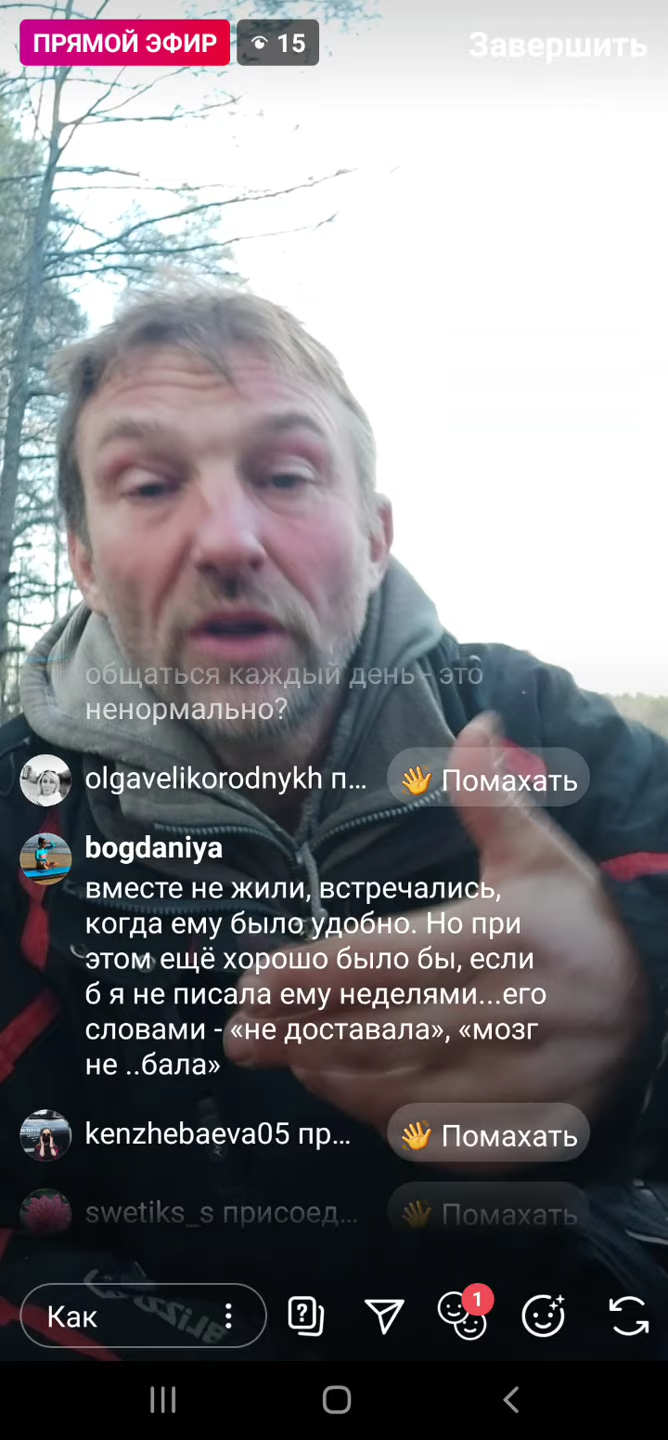 ПРЯМОЙ ЭФИР 15 Завершить
общаться каждый день - это
ненормально?
olgavelikorodnykh п... 👋 Помахать
bogdaniya
вместе не жили, встречались,
когда ему было удобно. Но при
этом ещё хорошо было бы, если
б я не писала ему неделями...его
словами - «не доставала», «мозг
не ..бала»
kenzhebaeva05 пр... 👋 Помахать
swetiks_s присоед... 👋 Помахать
Как
1
BLIZZARD